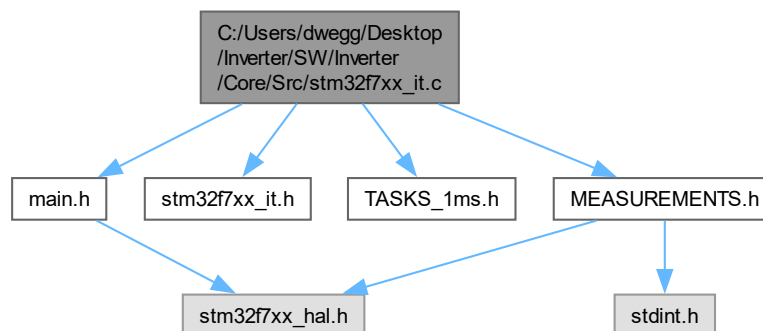 C:/Users/dwegg/Desktop
/Inverter/SW/Inverter
/Core/Src/stm32f7xx_it.c
main.h
stm32f7xx_it.h
TASKS_1ms.h
MEASUREMENTS.h
stm32f7xx_hal.h
stdint.h